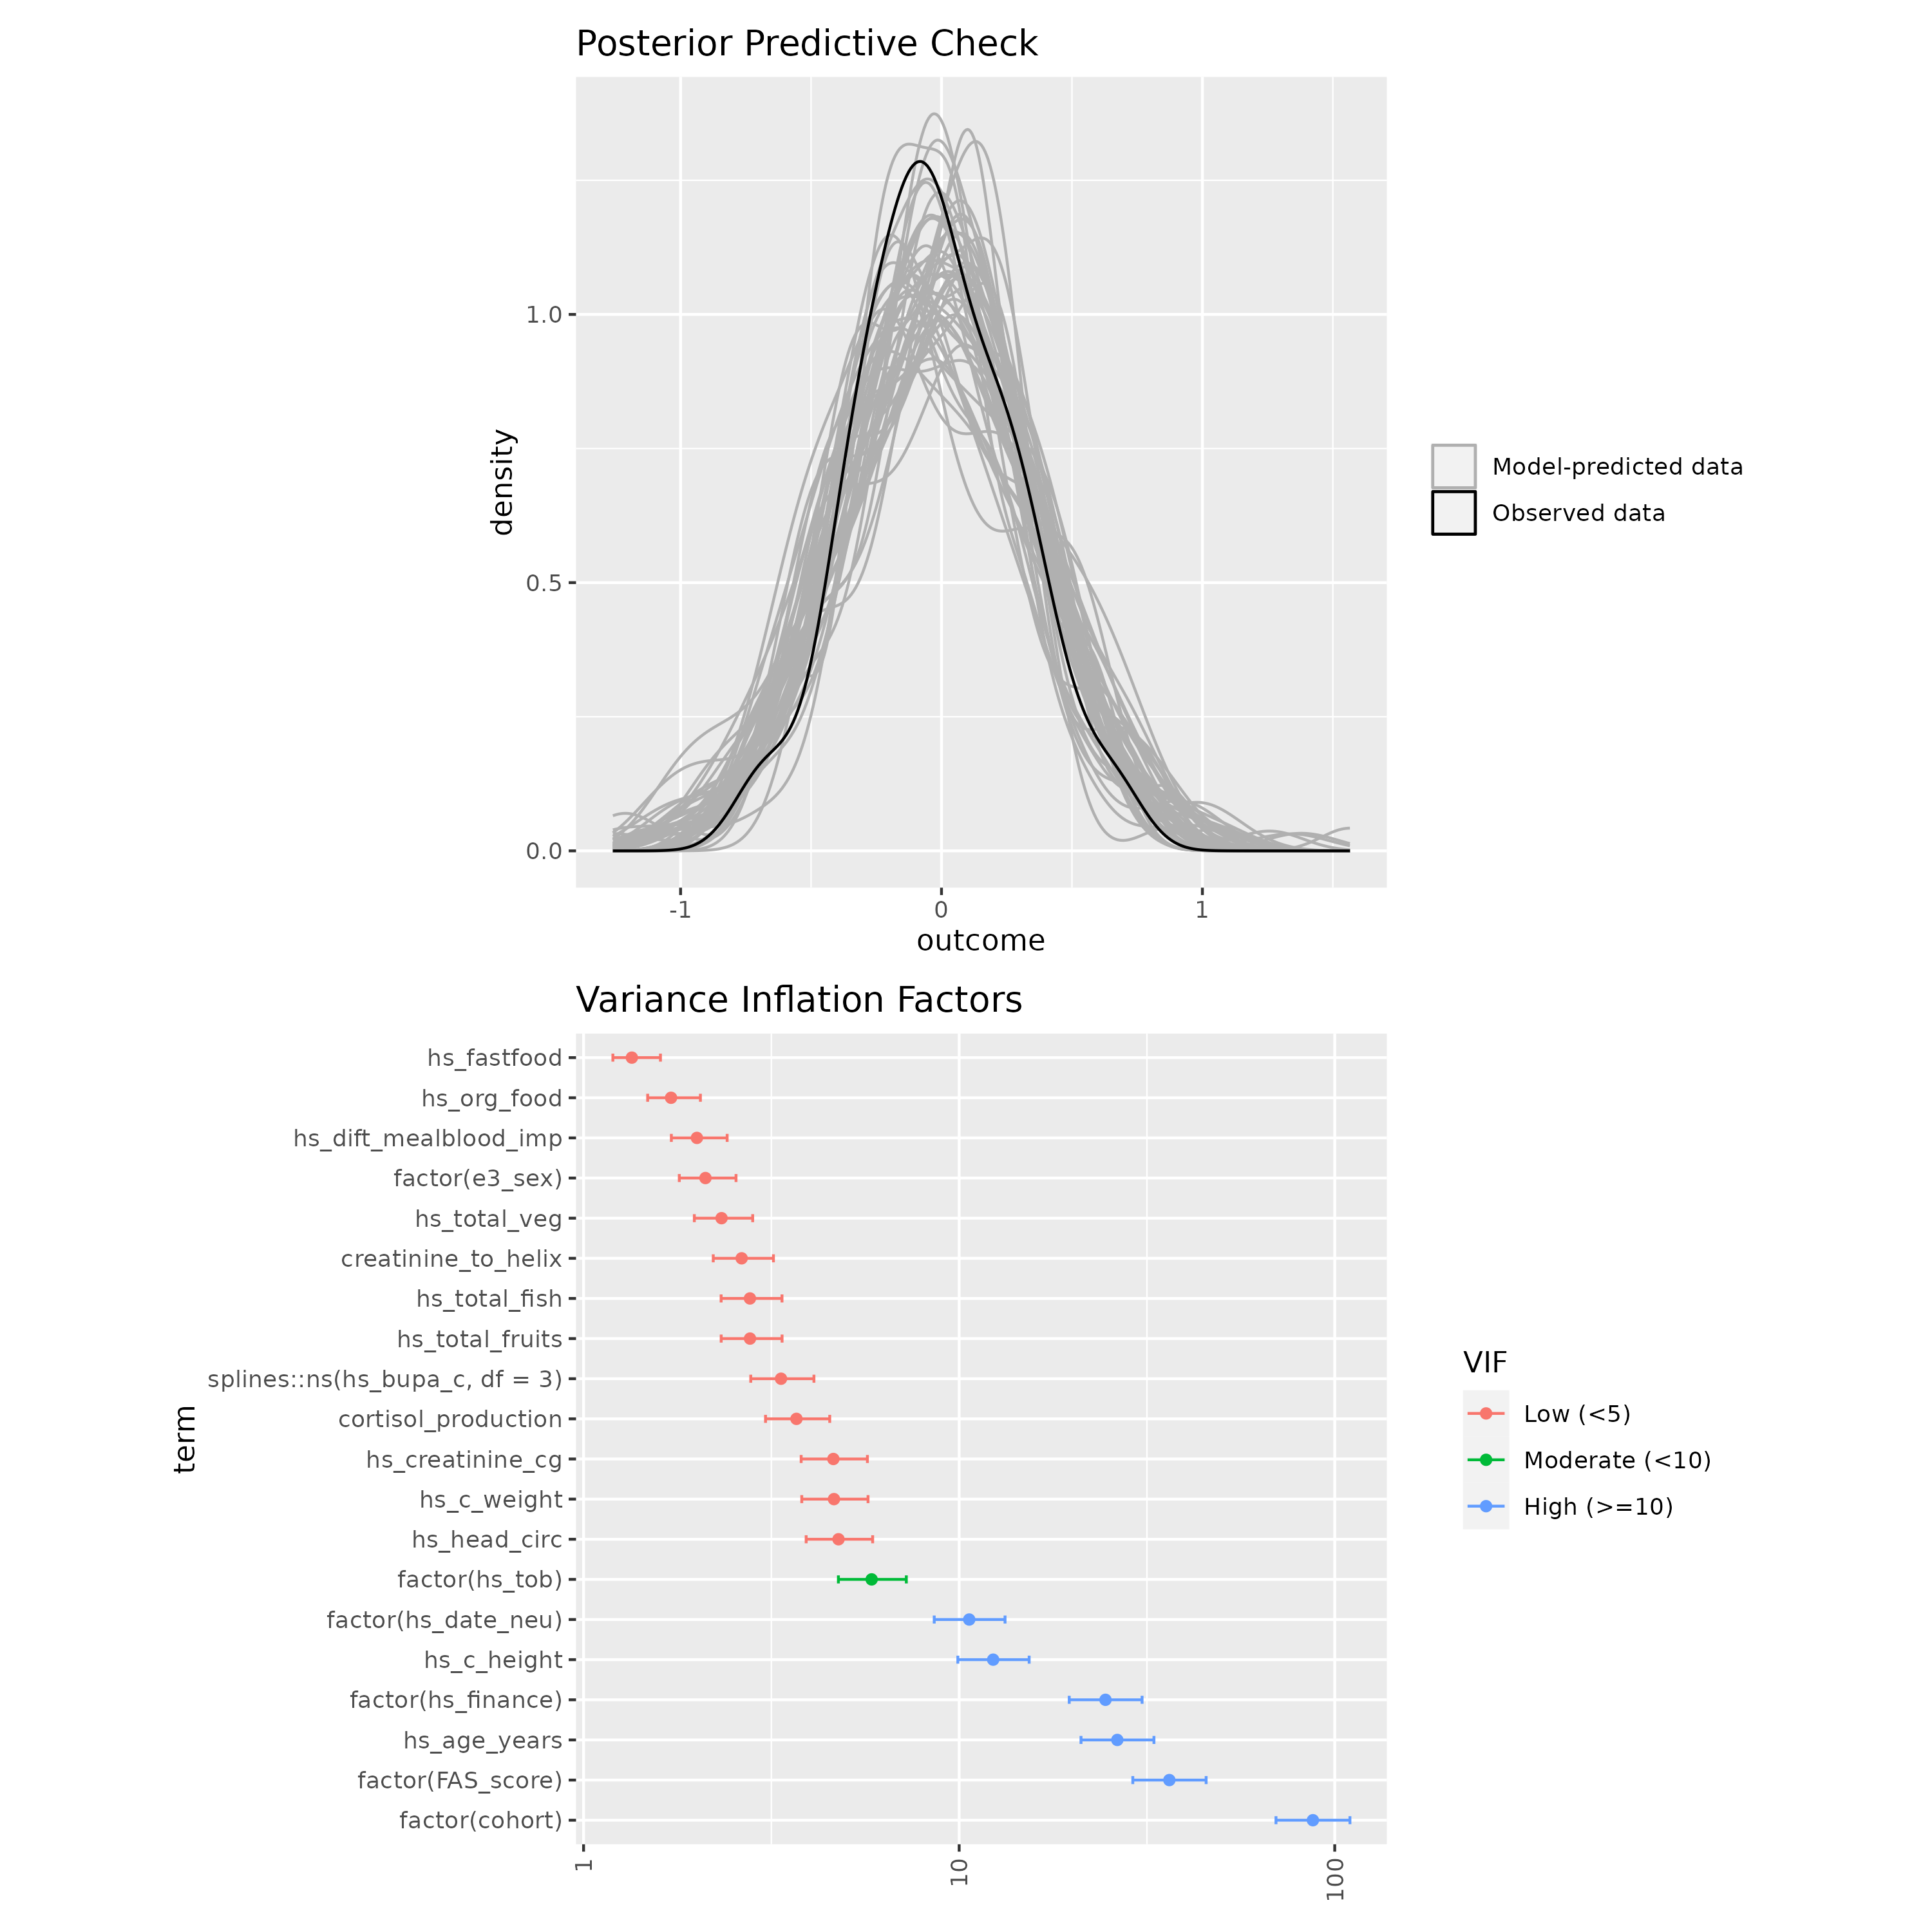 Posterior Predictive Check
density
1.0
0.5
0.0
-1
0
1
outcome
Model-predicted data
Observed data
Variance Inflation Factors
term
hs_fastfood
hs_org_food
hs_dift_mealblood_imp
factor(e3_sex)
hs_total_veg
creatinine_to_helix
hs_total_fish
hs_total_fruits
splines::ns(hs_bupa_c, df = 3)
cortisol_production
hs_creatinine_cg
hs_c_weight
hs_head_circ
factor(hs_tob)
factor(hs_date_neu)
hs_c_height
factor(hs_finance)
hs_age_years
factor(FAS_score)
factor(cohort)
1
10
100
VIF
Low (<5)
Moderate (<10)
High (>=10)